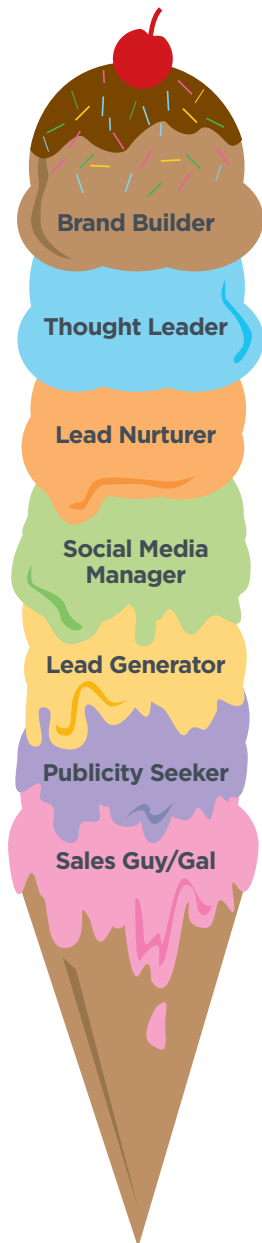 Brand Builder
Thought Leader
Lead Nurturer
Social Media
Manager
Lead Generator
Publicity Seeker
Sales Guy/Gal